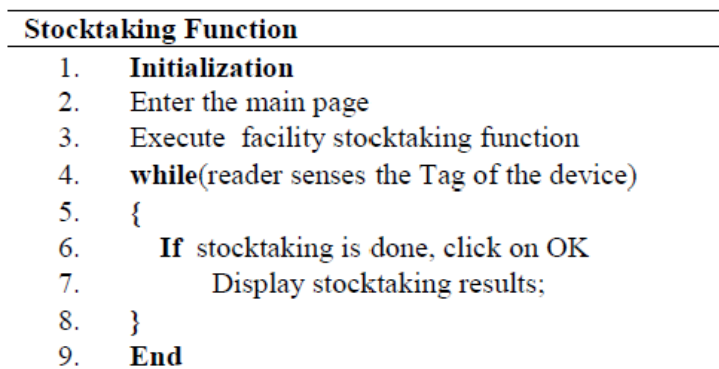 Stocktaking Function
1. Initialization
2. Enter the main page
3. Execute facility stocktaking function
4. while(reader senses the Tag of the device)
5. {
6. If stocktaking is done, click on OK
7. Display stocktaking results;
8. }
9. End